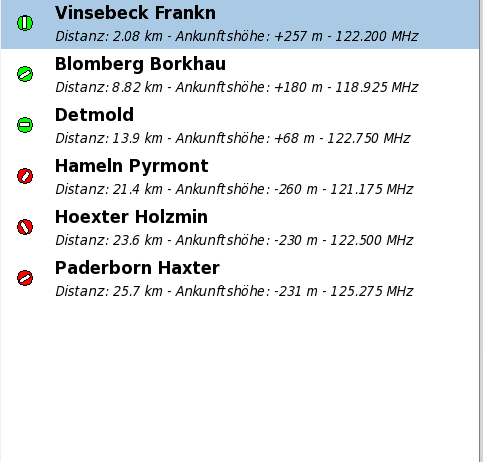 Vinsebeck Frankn
Distanz: 2.08 km - Ankunftshöhe: +257 m - 122.200 MHz
Blomberg Borkhau
Distanz: 8.82 km - Ankunftshöhe: +180 m - 118.925 MHz
Detmold
Distanz: 13.9 km - Ankunftshöhe: +68 m - 122.750 MHz
Hameln Pyrmont
Distanz: 21.4 km - Ankunftshöhe: -260 m - 121.175 MHz
Hoexter Holzmin
Distanz: 23.6 km - Ankunftshöhe: -230 m - 122.500 MHz
Paderborn Haxter
Distanz: 25.7 km - Ankunftshöhe: -231 m - 125.275 MHz